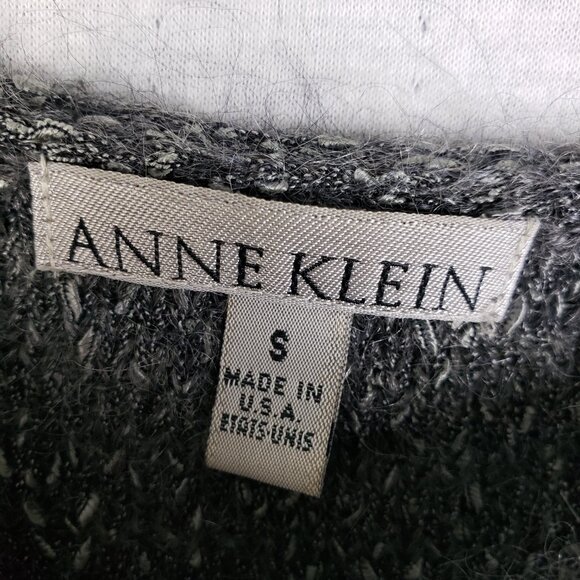 ANNE KLEIN
S
MADE IN
U.S.A.
ETATS-UNIS